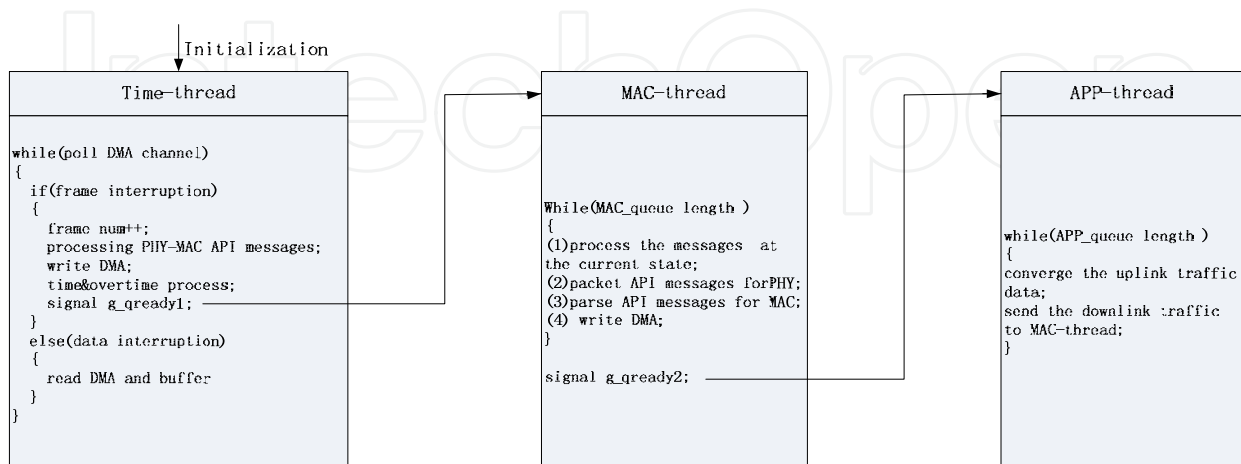 IntechOpen
Initialization
Time-thread
while(poll DMA channel)
{
if(frame interruption)
{
frame num++;
processing PHY-MAC API messages;
write DMA;
time&overtime process;
signal g_qready1;
}
else(data interruption)
{
read DMA and buffer
}
}
MAC-thread
While(MAC_queue length )
{
(1)process the messages at
the current state;
(2)packet API messages forPHY;
(3)parse API messages for MAC;
(4) write DMA;
}
signal g_qready2;
APP-thread
while(APP_queue length )
{
converge the uplink traffic
data;
send the downlink traffic
to MAC-thread;
}